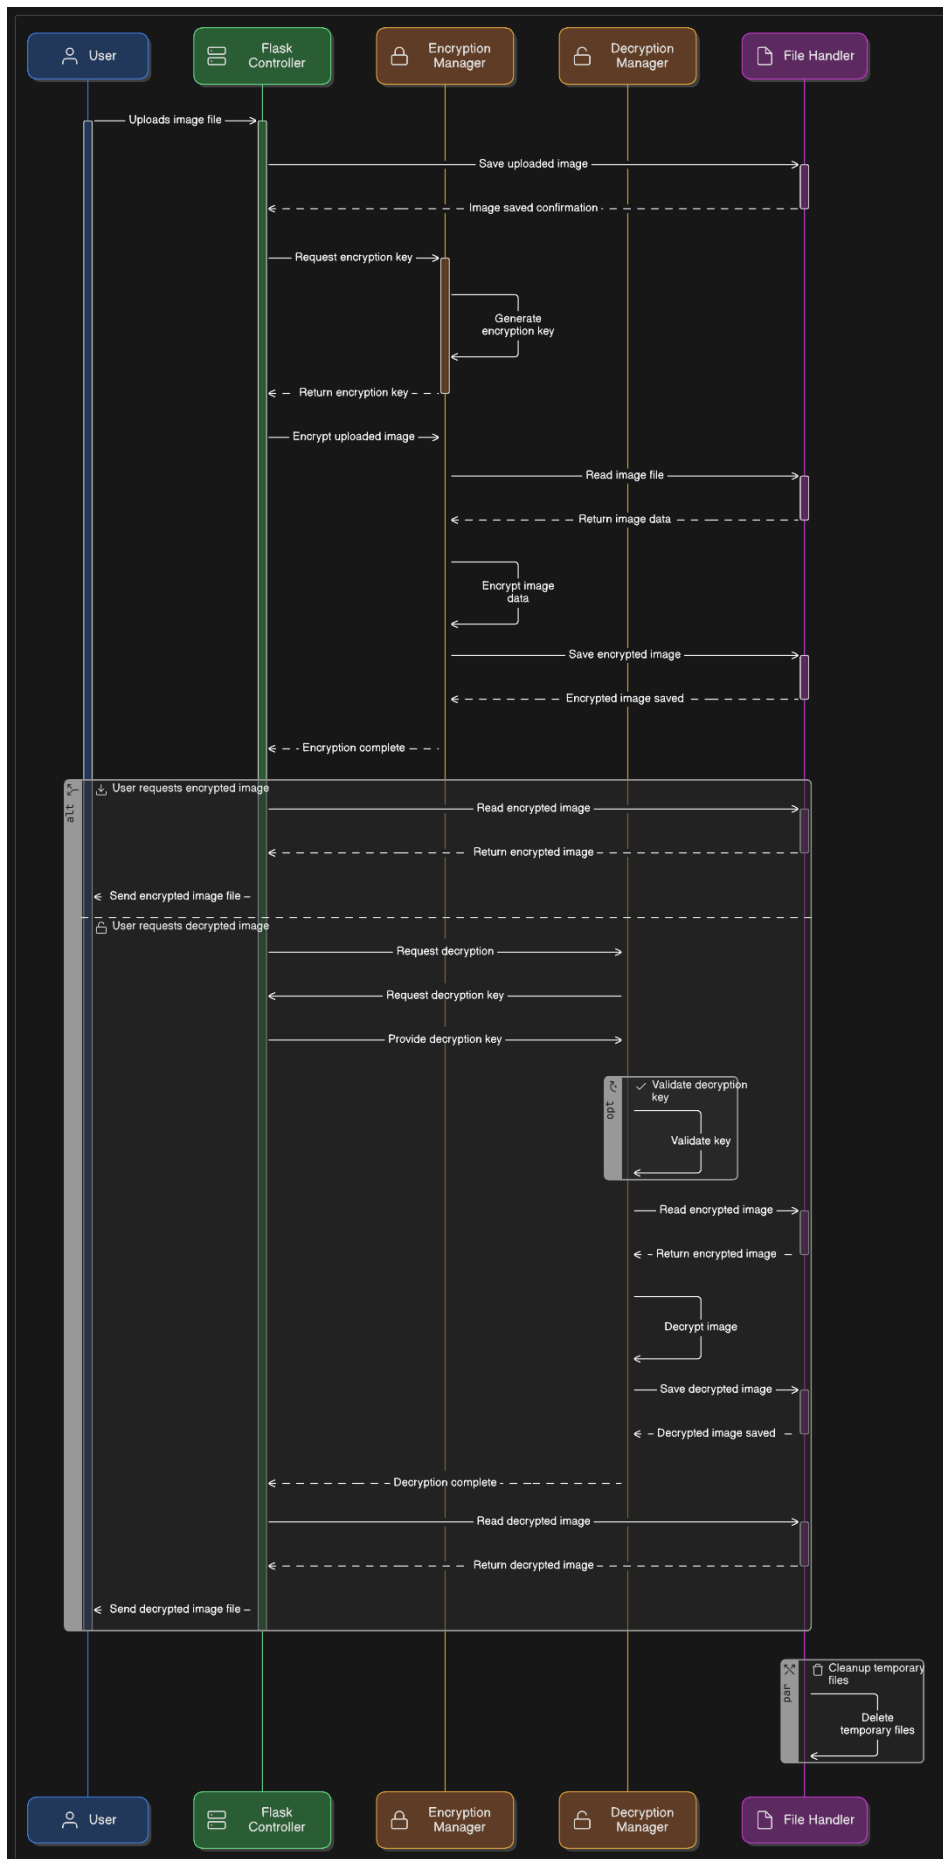 User
Flask
Controller
Encryption
Manager
Decryption
Manager
File Handler
Uploads image file
Save uploaded image
Image saved confirmation
Request encryption key
Generate
encryption key
Return encryption key
Encrypt uploaded image
Read image file
Return image data
Encrypt image
data
Save encrypted image
Encrypted image saved
Encryption complete
alt
User requests encrypted image
Read encrypted image
Return encrypted image
Send encrypted image file
User requests decrypted image
Request decryption
Request decryption key
Provide decryption key
opt
Validate decryption
key
Validate key
Read encrypted image
Return encrypted image
Decrypt image
Save decrypted image
Decrypted image saved
Decryption complete
Read decrypted image
Return decrypted image
Send decrypted image file
par
Cleanup temporary
files
Delete
temporary files
User
Flask
Controller
Encryption
Manager
Decryption
Manager
File Handler